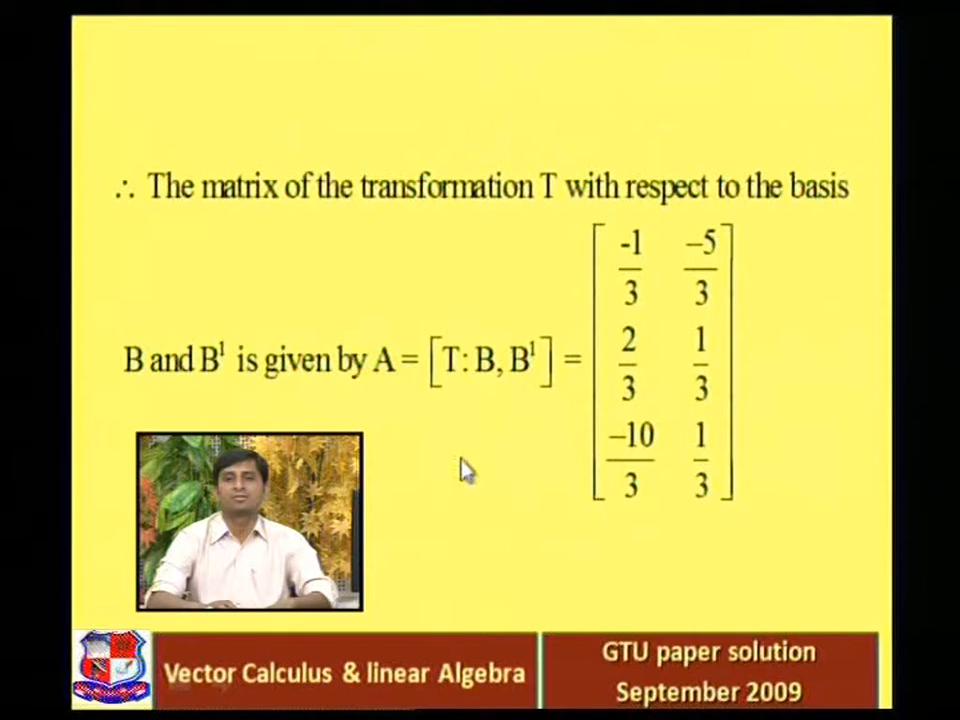 ∴ The matrix of the transformation T with respect to the basis
B and B¹ is given by A = [T: B, B¹] = [ -1/3 –5/3
2/3 1/3
–10/3 1/3 ]
Vector Calculus & linear Algebra
GTU paper solution
September 2009